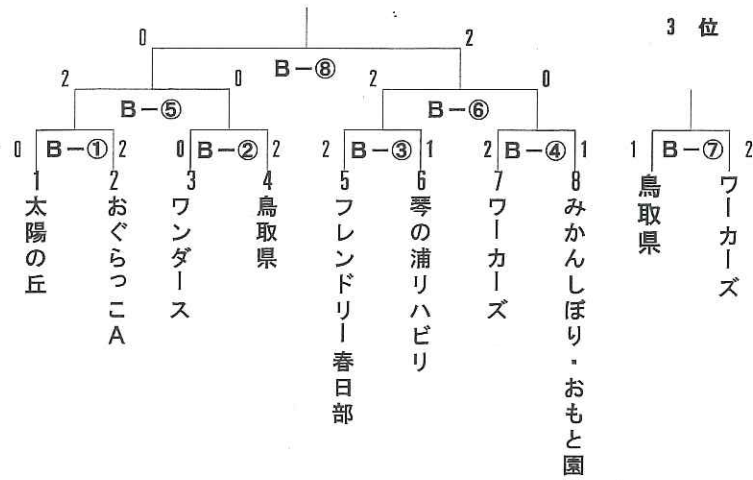 3 位
0 2
B-⑧
2 0 2 0
B-⑤ B-⑥
0 B-① 2 0 B-② 2 2 B-③ 1 2 B-④ 1 1 B-⑦ 2
1 太陽の丘
2 おぐらっこA
3 ワンダース
4 鳥取県
5 フレンドリー春日部
6 琴の浦リハビリ
7 ワーカーズ
8 みかんしぼり・おもと園
鳥取県
ワーカーズ